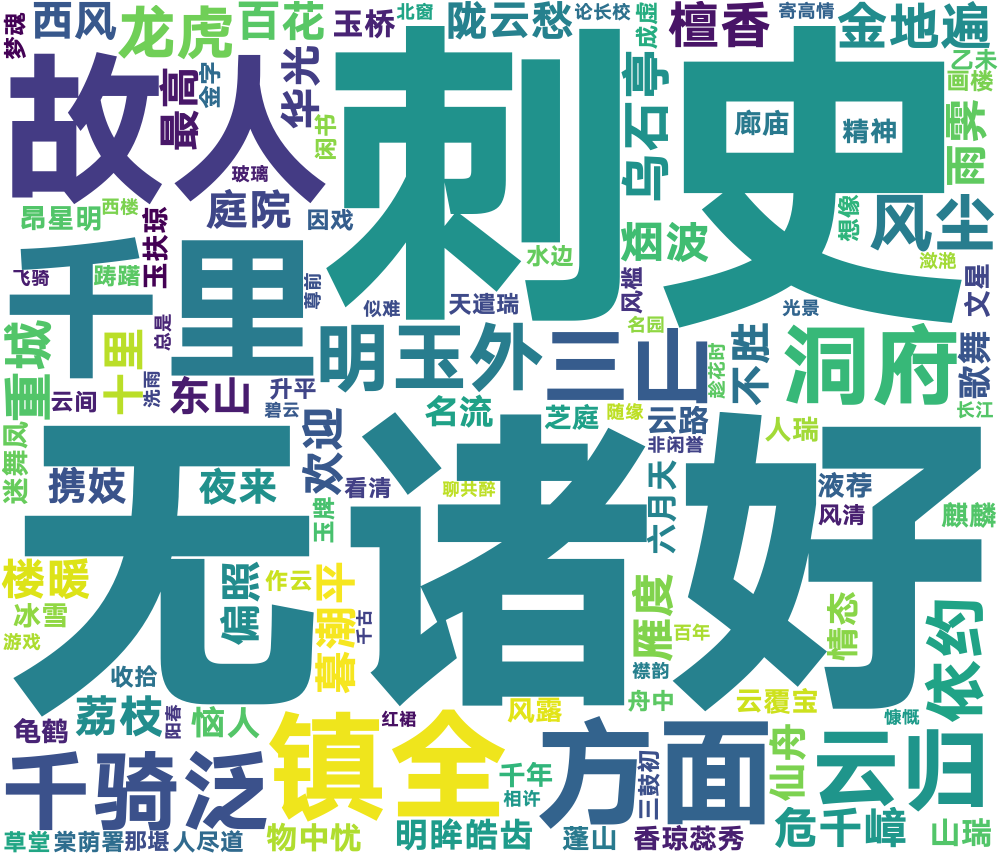 梦魂
西风
龙虎
百花
玉桥
北窗
陇云愁
论长校
成虚
檀香
寄高情
金地遍
乙未
画楼
故人
最高
金字
华光
闲书
刺史
乌石亭
廊庙
精神
雨霁
玻璃
昂星明
西楼
玉扶琼
庭院
因戏
水边
烟波
想像
风尘
潋滟
飞骑
踌躇
千里
尊前
似难
天遣瑞
风槛
光景
文星
总是
名园
重城
十里
明玉外
三山
趁花时
不胜
洞府
歌舞
云间
洗雨
东山
升平
碧云
名流
芝庭
随缘
云路
长江
非闲誉
人瑞
迷舞凤
无诸好
携妓
夜来
欢迎
看清
聊共醉
六月天
液荐
风清
麒麟
玉牌
楼暖
偏照
作云
暮潮平
冰雪
千古
雁度
百年
情态
依约
游戏
收拾
襟韵
荔枝
阳春
恼人
红裙
风露
舟中
云覆宝
慷慨
龟鹤
千骑泛
镇全
方面
仙舟
云归
千年
相许
三鼓初
草堂
棠荫署
那堪
人尽道
物中忧
明眸皓齿
蓬山
香琼蕊秀
危千嶂
山瑞